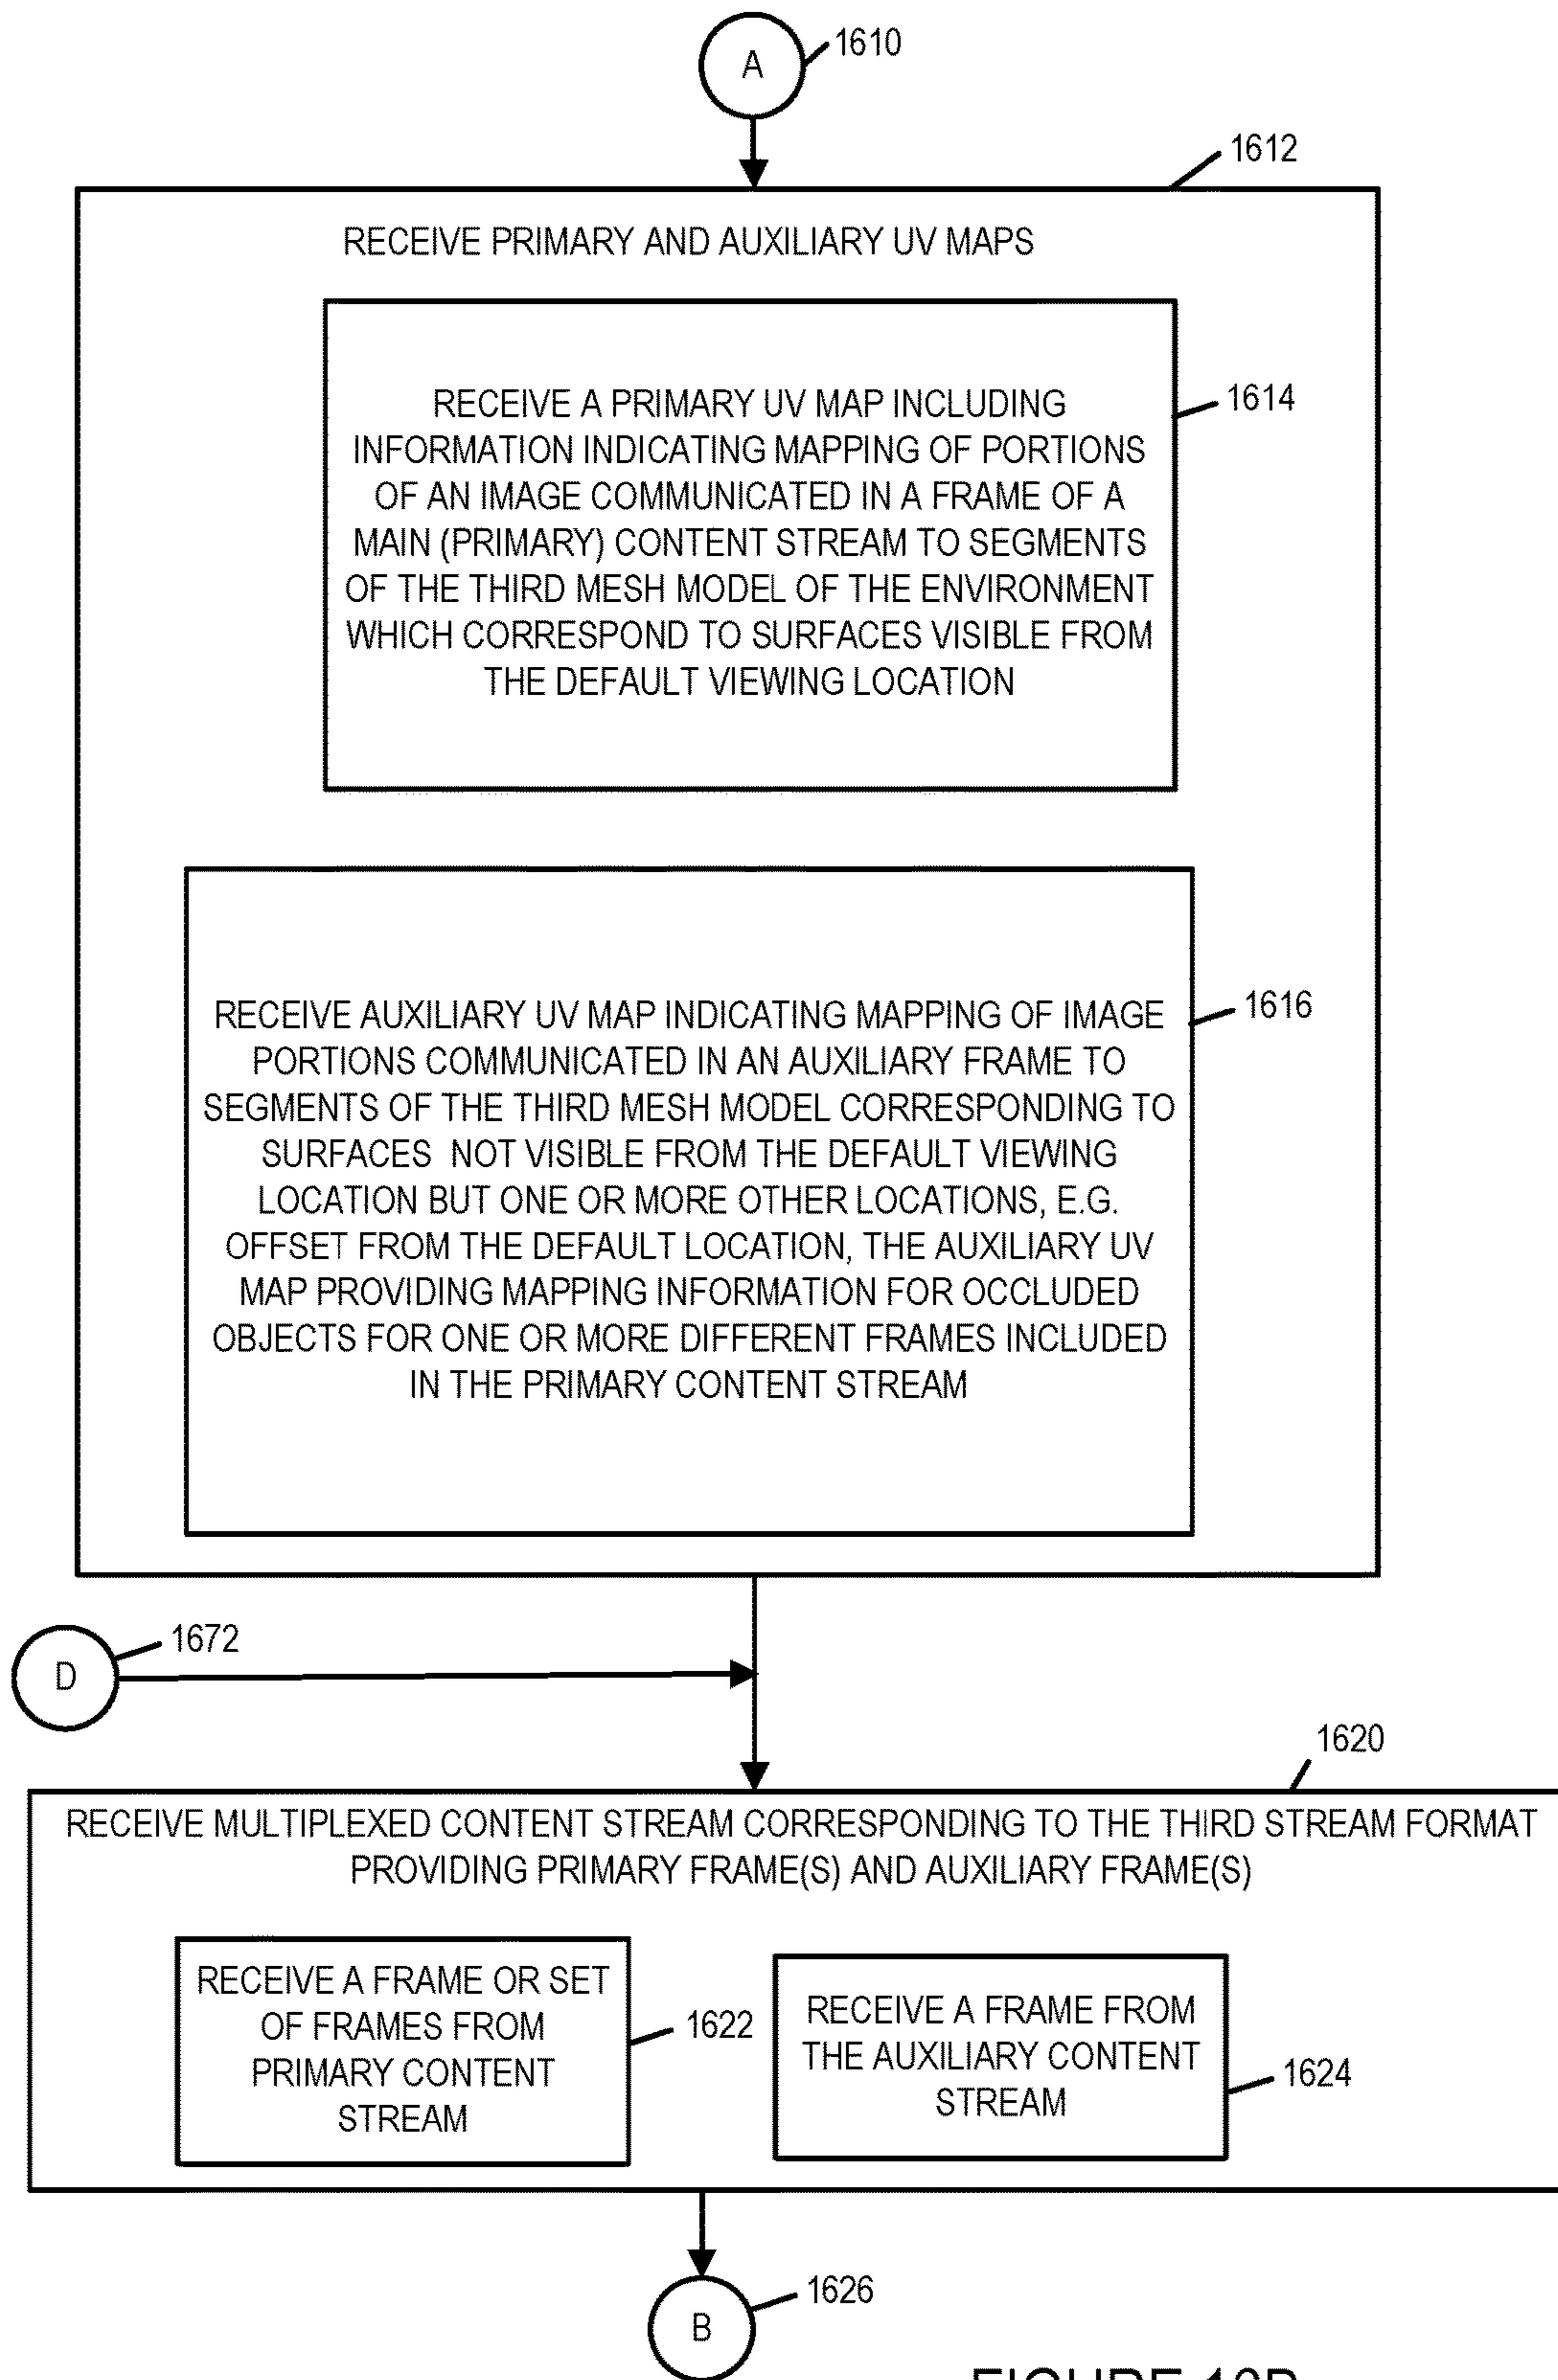 A
1610
1612
RECEIVE PRIMARY AND AUXILIARY UV MAPS
RECEIVE A PRIMARY UV MAP INCLUDING
INFORMATION INDICATING MAPPING OF PORTIONS
OF AN IMAGE COMMUNICATED IN A FRAME OF A
MAIN (PRIMARY) CONTENT STREAM TO SEGMENTS
OF THE THIRD MESH MODEL OF THE ENVIRONMENT
WHICH CORRESPOND TO SURFACES VISIBLE FROM
THE DEFAULT VIEWING LOCATION
1614
RECEIVE AUXILIARY UV MAP INDICATING MAPPING OF IMAGE
PORTIONS COMMUNICATED IN AN AUXILIARY FRAME TO
SEGMENTS OF THE THIRD MESH MODEL CORRESPONDING TO
SURFACES NOT VISIBLE FROM THE DEFAULT VIEWING
LOCATION BUT ONE OR MORE OTHER LOCATIONS, E.G.
OFFSET FROM THE DEFAULT LOCATION, THE AUXILIARY UV
MAP PROVIDING MAPPING INFORMATION FOR OCCLUDED
OBJECTS FOR ONE OR MORE DIFFERENT FRAMES INCLUDED
IN THE PRIMARY CONTENT STREAM
1616
D
1672
1620
RECEIVE MULTIPLEXED CONTENT STREAM CORRESPONDING TO THE THIRD STREAM FORMAT
PROVIDING PRIMARY FRAME(S) AND AUXILIARY FRAME(S)
RECEIVE A FRAME OR SET
OF FRAMES FROM
PRIMARY CONTENT
STREAM
1622
RECEIVE A FRAME FROM
THE AUXILIARY CONTENT
STREAM
1624
B
1626
FIGURE